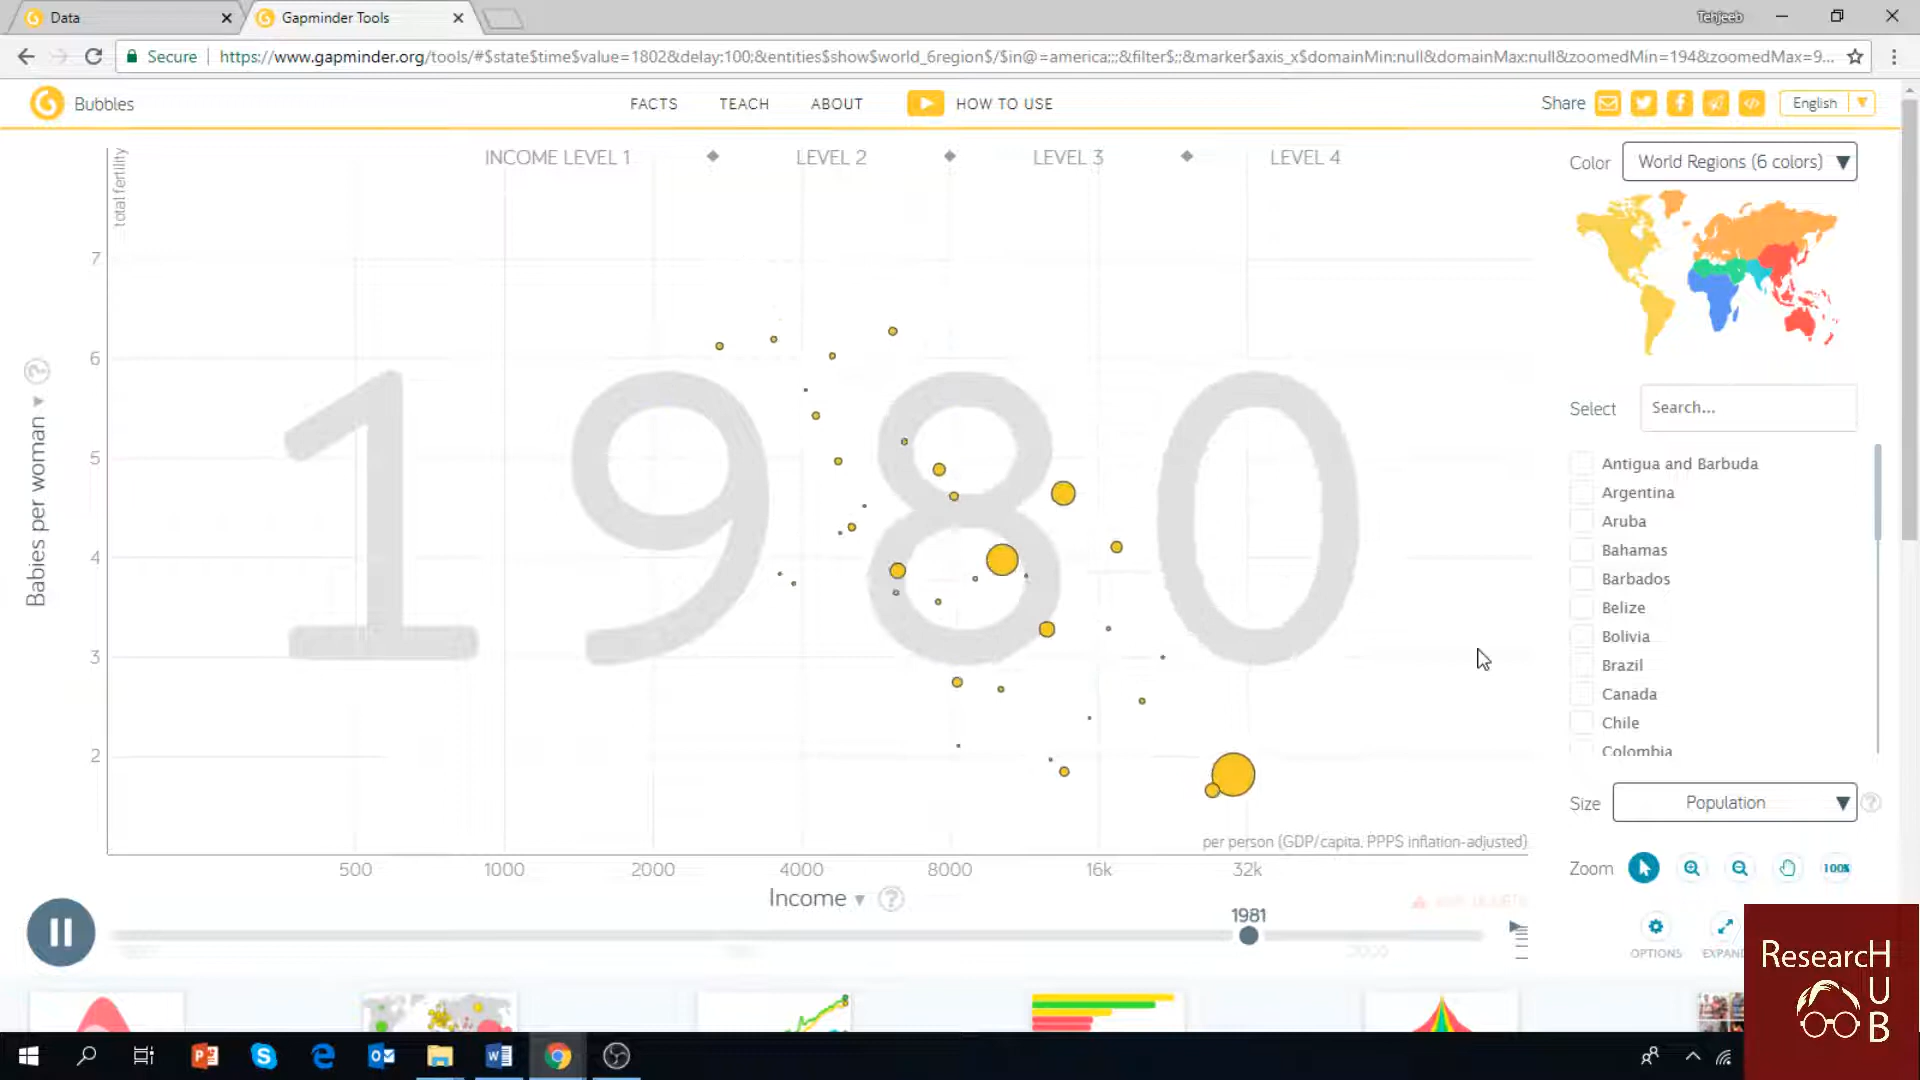 Data
Gapminder Tools
Tehjeeb
Secure
https://www.gapminder.org/tools/#$state$time$value=1802&delay:100;&entities$show$world_6region$/$in@=america;;;&filter$;;&marker$axis_x$domainMin:null&domainMax:null&zoomedMin=194&zoomedMax=9...
Bubbles
FACTS
TEACH
ABOUT
HOW TO USE
Share
English
total fertility
INCOME LEVEL 1
LEVEL 2
LEVEL 3
LEVEL 4
Color
World Regions (6 colors)
7
6
5
4
3
2
Babies per woman
1980
Select
Search...
Antigua and Barbuda
Argentina
Aruba
Bahamas
Barbados
Belize
Bolivia
Brazil
Canada
Chile
Colombia
Size
Population
?
per person (GDP/capita, PPP$ inflation-adjusted)
500
1000
2000
4000
8000
16k
32k
Income
?
Zoom
100%
1981
OPTIONS
EXPAND
ResearcH
U
B